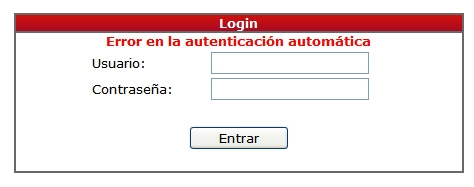 Login
Error en la autenticación automática
Usuario:
Contraseña:
Entrar